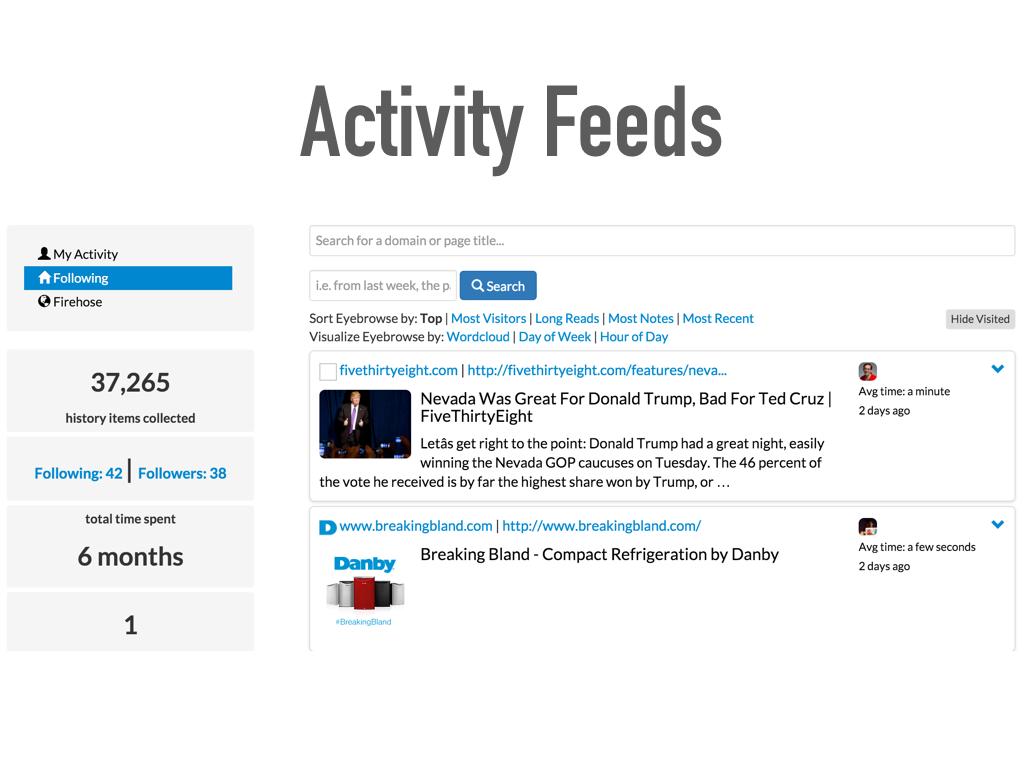 Activity Feeds
My Activity
Following
Firehose
37,265
history items collected
Following: 42 | Followers: 38
total time spent
6 months
1
Search for a domain or page title...
i.e. from last week, the p
Search
Sort Eyebrowse by: Top | Most Visitors | Long Reads | Most Notes | Most Recent
Hide Visited
Visualize Eyebrowse by: Wordcloud | Day of Week | Hour of Day
fivethirtyeight.com | http://fivethirtyeight.com/features/neva...
Nevada Was Great For Donald Trump, Bad For Ted Cruz |
FiveThirtyEight
Letâs get right to the point: Donald Trump had a great night, easily
winning the Nevada GOP caucuses on Tuesday. The 46 percent of
the vote he received is by far the highest share won by Trump, or …
Avg time: a minute
2 days ago
D www.breakingbland.com | http://www.breakingbland.com/
Danby
#BreakingBland
Breaking Bland - Compact Refrigeration by Danby
Avg time: a few seconds
2 days ago